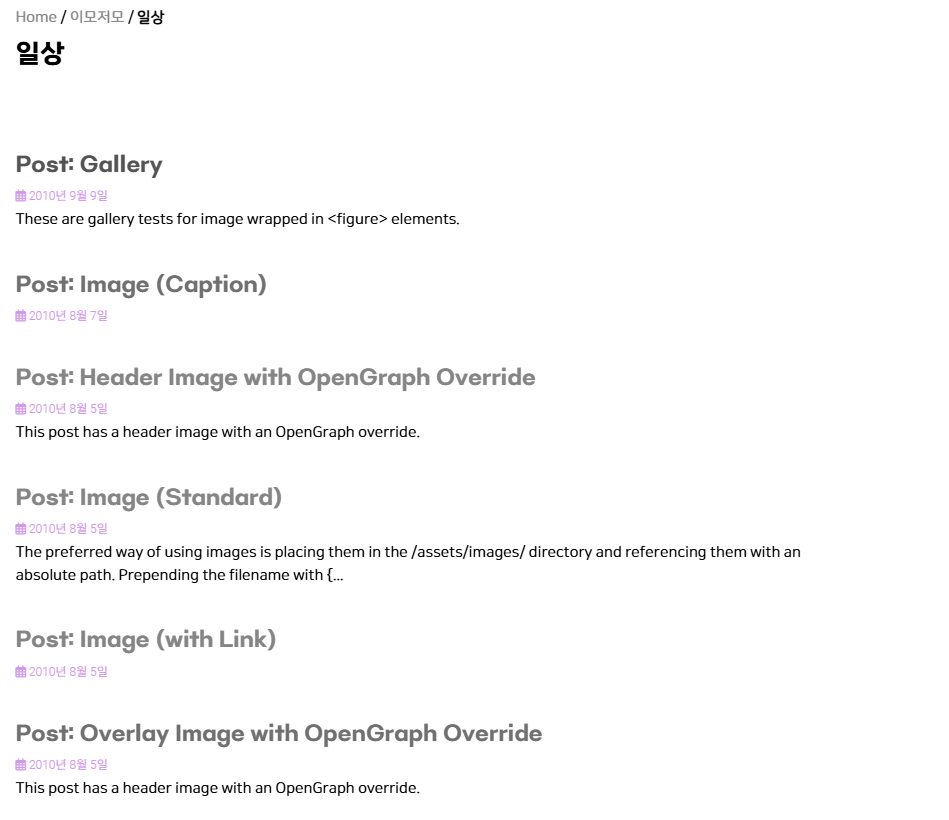 Home / 이모저모 / 일상
일상
Post: Gallery
2010년 9월 9일
These are gallery tests for image wrapped in <figure> elements.
Post: Image (Caption)
2010년 8월 7일
Post: Header Image with OpenGraph Override
2010년 8월 5일
This post has a header image with an OpenGraph override.
Post: Image (Standard)
2010년 8월 5일
The preferred way of using images is placing them in the /assets/images/ directory and referencing them with an
absolute path. Prepending the filename with {...
Post: Image (with Link)
2010년 8월 5일
Post: Overlay Image with OpenGraph Override
2010년 8월 5일
This post has a header image with an OpenGraph override.